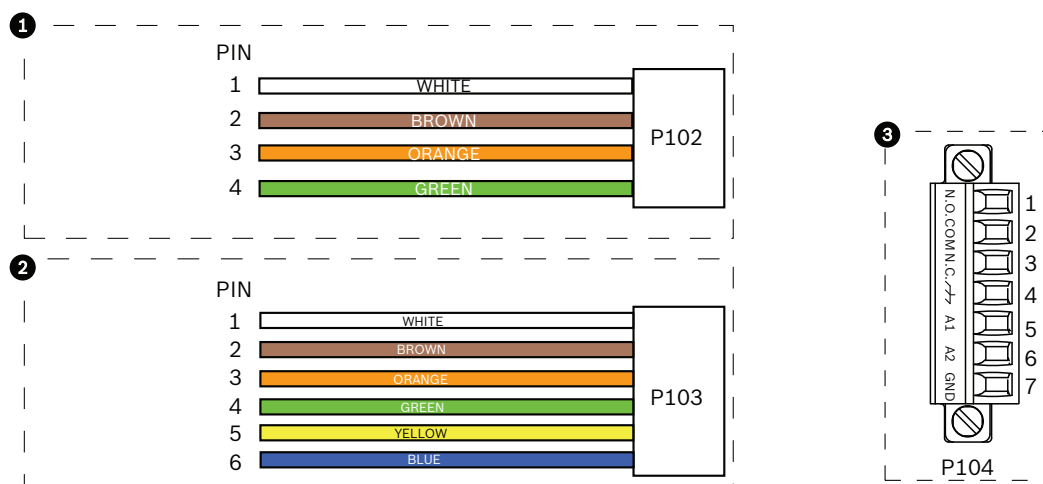 1
PIN
1 WHITE
2 BROWN
3 ORANGE
4 GREEN
P102
2
PIN
1 WHITE
2 BROWN
3 ORANGE
4 GREEN
5 YELLOW
6 BLUE
P103
3
N.O. 1
COM 2
N.C. 3
4
A1 5
A2 6
GND 7
P104